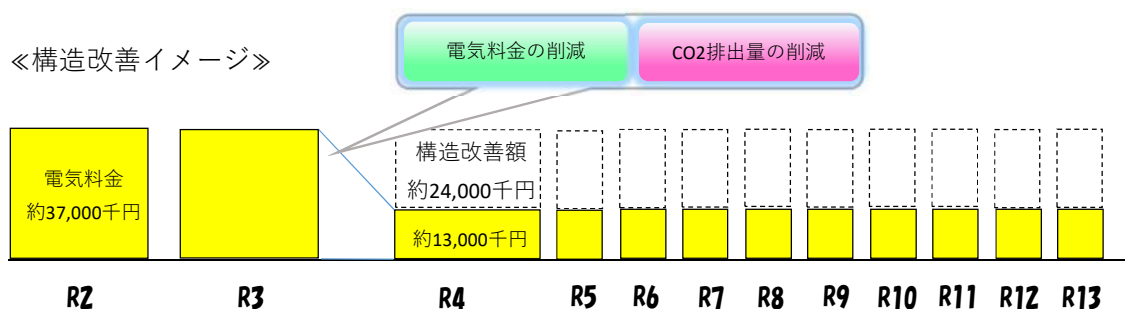 ≪構造改善イメージ≫
電気料金の削減
CO2排出量の削減
電気料金
約37,000千円
構造改善額
約24,000千円
約13,000千円
R2 R3 R4 R5 R6 R7 R8 R9 R10 R11 R12 R13